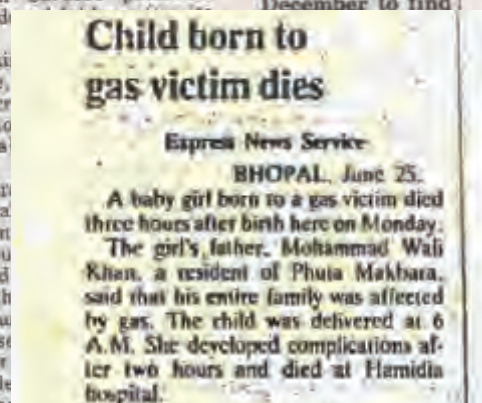 December to find
Child born to
gas victim dies
Express News Service
BHOPAL, June 25.
A baby girl born to a gas victim died
three hours after birth here on Monday.
The girl's father, Mohammad Wali
Khan, a resident of Phuta Makbara,
said that his entire family was affected
by gas. The child was delivered at 6
A.M. She developed complications af-
ter two hours and died at Hamidia
hospital.